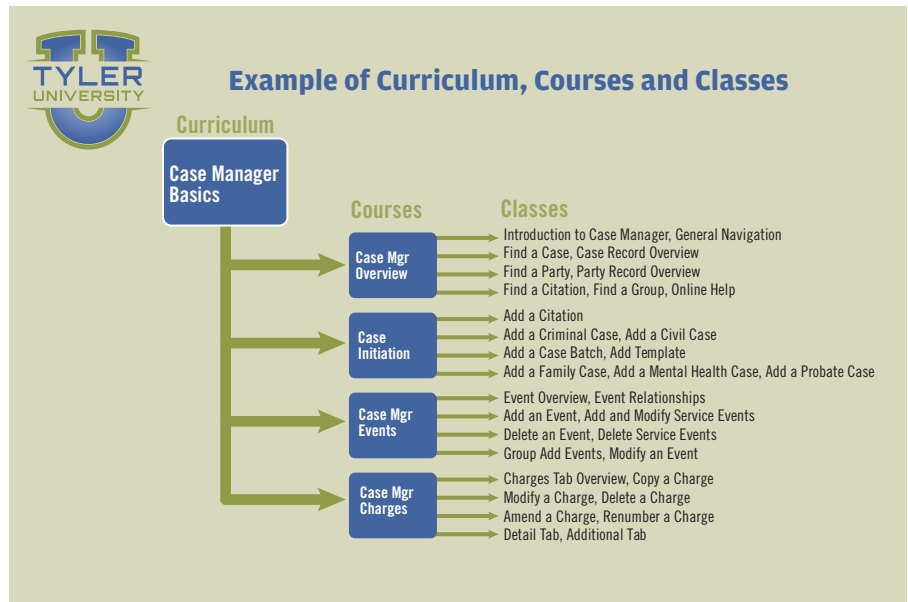 TYLER
UNIVERSITY
Example of Curriculum, Courses and Classes
Curriculum
Case Manager
Basics
Courses
Classes
Case Mgr
Overview
Introduction to Case Manager, General Navigation
Find a Case, Case Record Overview
Find a Party, Party Record Overview
Find a Citation, Find a Group, Online Help
Case
Initiation
Add a Citation
Add a Criminal Case, Add a Civil Case
Add a Case Batch, Add Template
Add a Family Case, Add a Mental Health Case, Add a Probate Case
Case Mgr
Events
Event Overview, Event Relationships
Add an Event, Add and Modify Service Events
Delete an Event, Delete Service Events
Group Add Events, Modify an Event
Case Mgr
Charges
Charges Tab Overview, Copy a Charge
Modify a Charge, Delete a Charge
Amend a Charge, Renumber a Charge
Detail Tab, Additional Tab